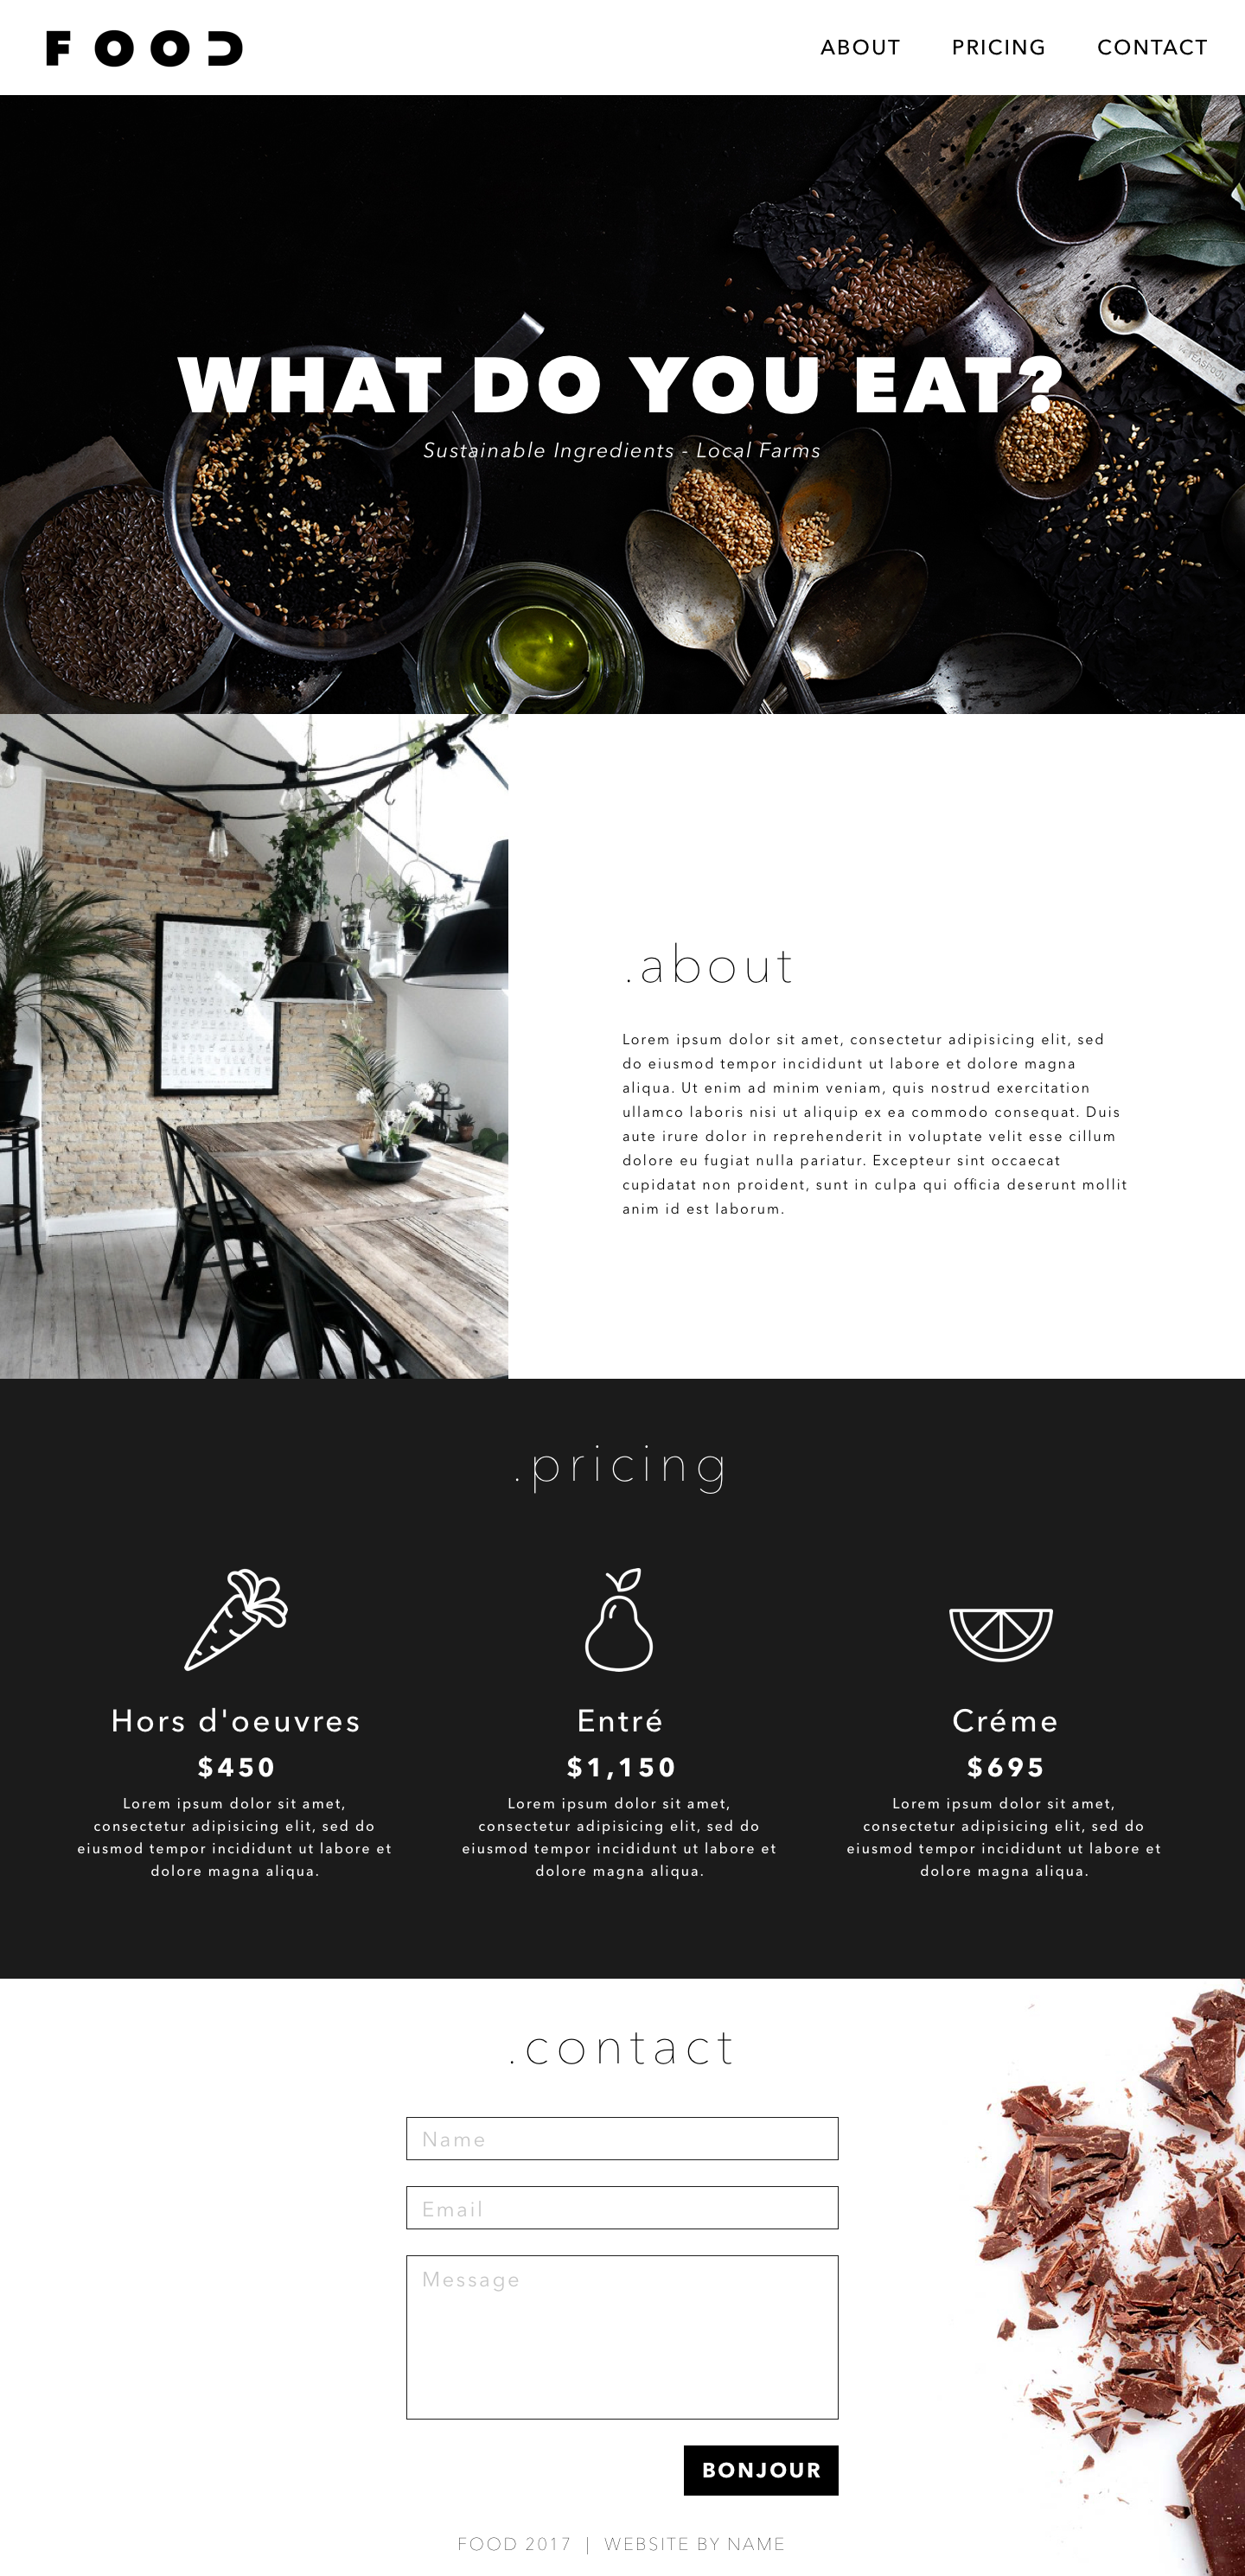 FOOD
ABOUT PRICING CONTACT
WHAT DO YOU EAT?
Sustainable Ingredients - Local Farms
.about
Lorem ipsum dolor sit amet, consectetur adipisicing elit, sed
do eiusmod tempor incididunt ut labore et dolore magna
aliqua. Ut enim ad minim veniam, quis nostrud exercitation
ullamco laboris nisi ut aliquip ex ea commodo consequat. Duis
aute irure dolor in reprehenderit in voluptate velit esse cillum
dolore eu fugiat nulla pariatur. Excepteur sint occaecat
cupidatat non proident, sunt in culpa qui officia deserunt mollit
anim id est laborum.
.pricing
Hors d'oeuvres
$450
Lorem ipsum dolor sit amet,
consectetur adipisicing elit, sed do
eiusmod tempor incididunt ut labore et
dolore magna aliqua.
Entré
$1,150
Lorem ipsum dolor sit amet,
consectetur adipisicing elit, sed do
eiusmod tempor incididunt ut labore et
dolore magna aliqua.
Créme
$695
Lorem ipsum dolor sit amet,
consectetur adipisicing elit, sed do
eiusmod tempor incididunt ut labore et
dolore magna aliqua.
.contact
Name
Email
Message
BONJOUR
FOOD 2017 | WEBSITE BY NAME